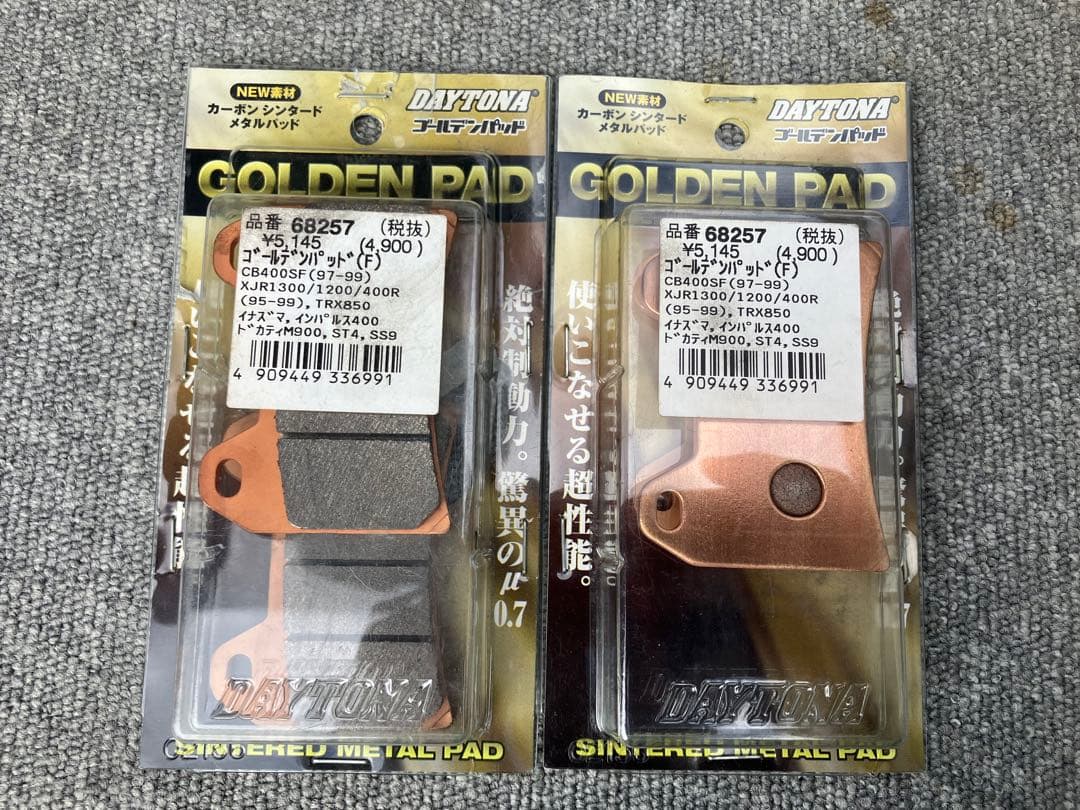 NEW素材
カーボン シンタード
メタルパッド
DAYTONA
ゴールデンパッド
GOLDEN PAD
品番 68257 (税抜)
¥5,145 (4,900)
ｺﾞｰﾙﾃﾞﾝﾊﾟｯﾄﾞ(F)
CB400SF(97-99)
XJR1300/1200/400R
(95-99),TRX850
ｲﾅｽﾞﾏ,ｲﾝﾊﾟﾙｽ400
ﾄﾞｶﾃｨM900,ST4,SS9
4 909449 336991
絶対制動力。驚異のμ0.7
DAYTONA
SINTERED METAL PAD
NEW素材
カーボン シンタード
メタルパッド
DAYTONA
ゴールデンパッド
GOLDEN PAD
品番 68257 (税抜)
¥5,145 (4,900)
ｺﾞｰﾙﾃﾞﾝﾊﾟｯﾄﾞ(F)
CB400SF(97-99)
XJR1300/1200/400R
(95-99),TRX850
ｲﾅｽﾞﾏ,ｲﾝﾊﾟﾙｽ400
ﾄﾞｶﾃｨM900,ST4,SS9
4 909449 336991
使いこなせる超性能。
DAYTONA
SINTERED METAL PAD